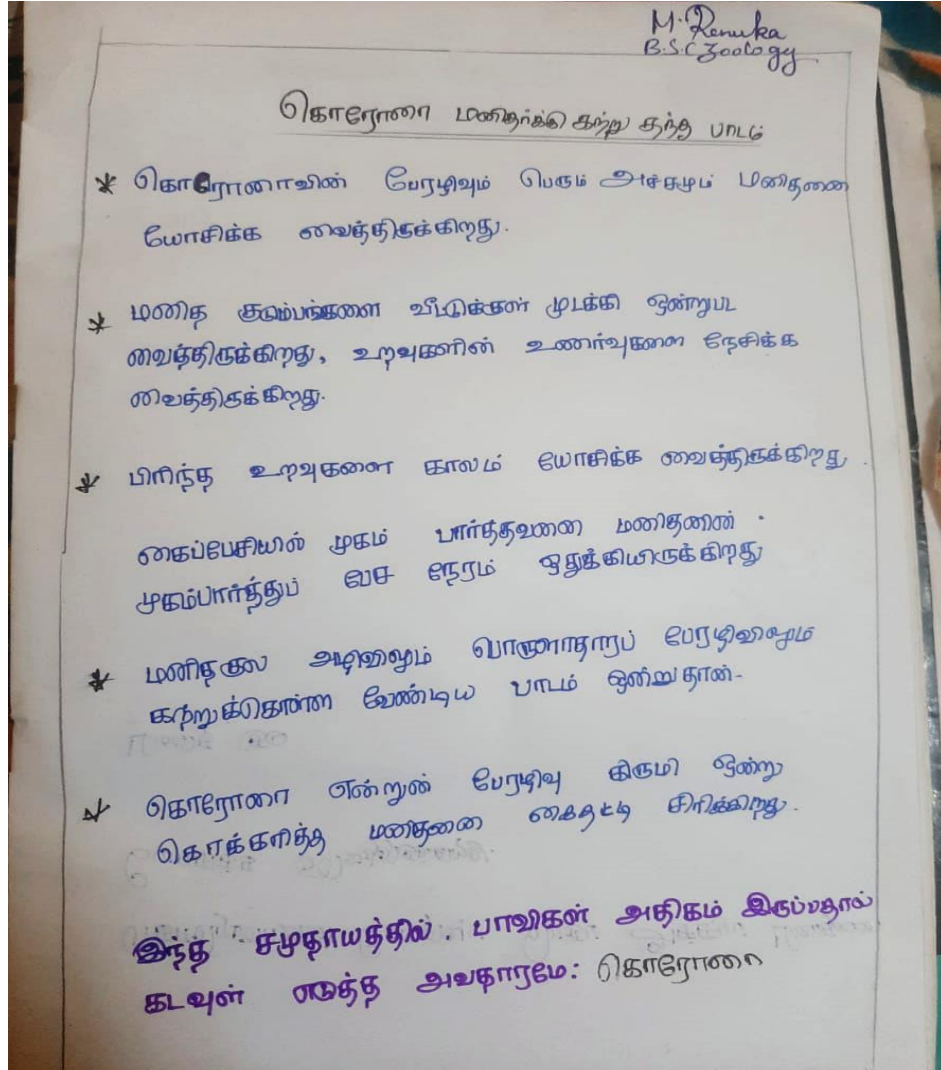 M. Renuka
B.S.C Zoology
கொரோனா மனிதர்க்கு கற்று தந்த பாடம்
* கொரோனாவின் பேரழிவும் பெரும் அச்சமும் மனிதனை
யோசிக்க வைத்திருக்கிறது.
* மனித குடும்பங்களை வீட்டுக்குள் முடக்கி ஒன்றுபட
வைத்திருக்கிறது, உறவுகளின் உணர்வுகளை நேசிக்க
வைத்திருக்கிறது.
* பிரிந்த உறவுகளை காலம் யோசிக்க வைத்திருக்கிறது.
கைப்பேசியில் முகம் பார்த்தவனை மனிதனின்
முகம்பார்த்துப் பேச நேரம் ஒதுக்கியிருக்கிறது
* மனிதகுல அழிவிலும் பொருளாதாரப் பேரழிவிலும்
கற்றுக்கொள்ள வேண்டிய பாடம் ஒன்றுதான்-
* கொரோனா என்றுன் பேரழிவு கிருமி ஒன்று
கொக்கரித்த மனிதனை கைதட்டி சிரிக்கிறது.
இந்த சமுதாயத்தில் பாவிகள் அதிகம் இருப்பதால்
கடவுள் எடுத்த அவதாரமே: கொரோனா